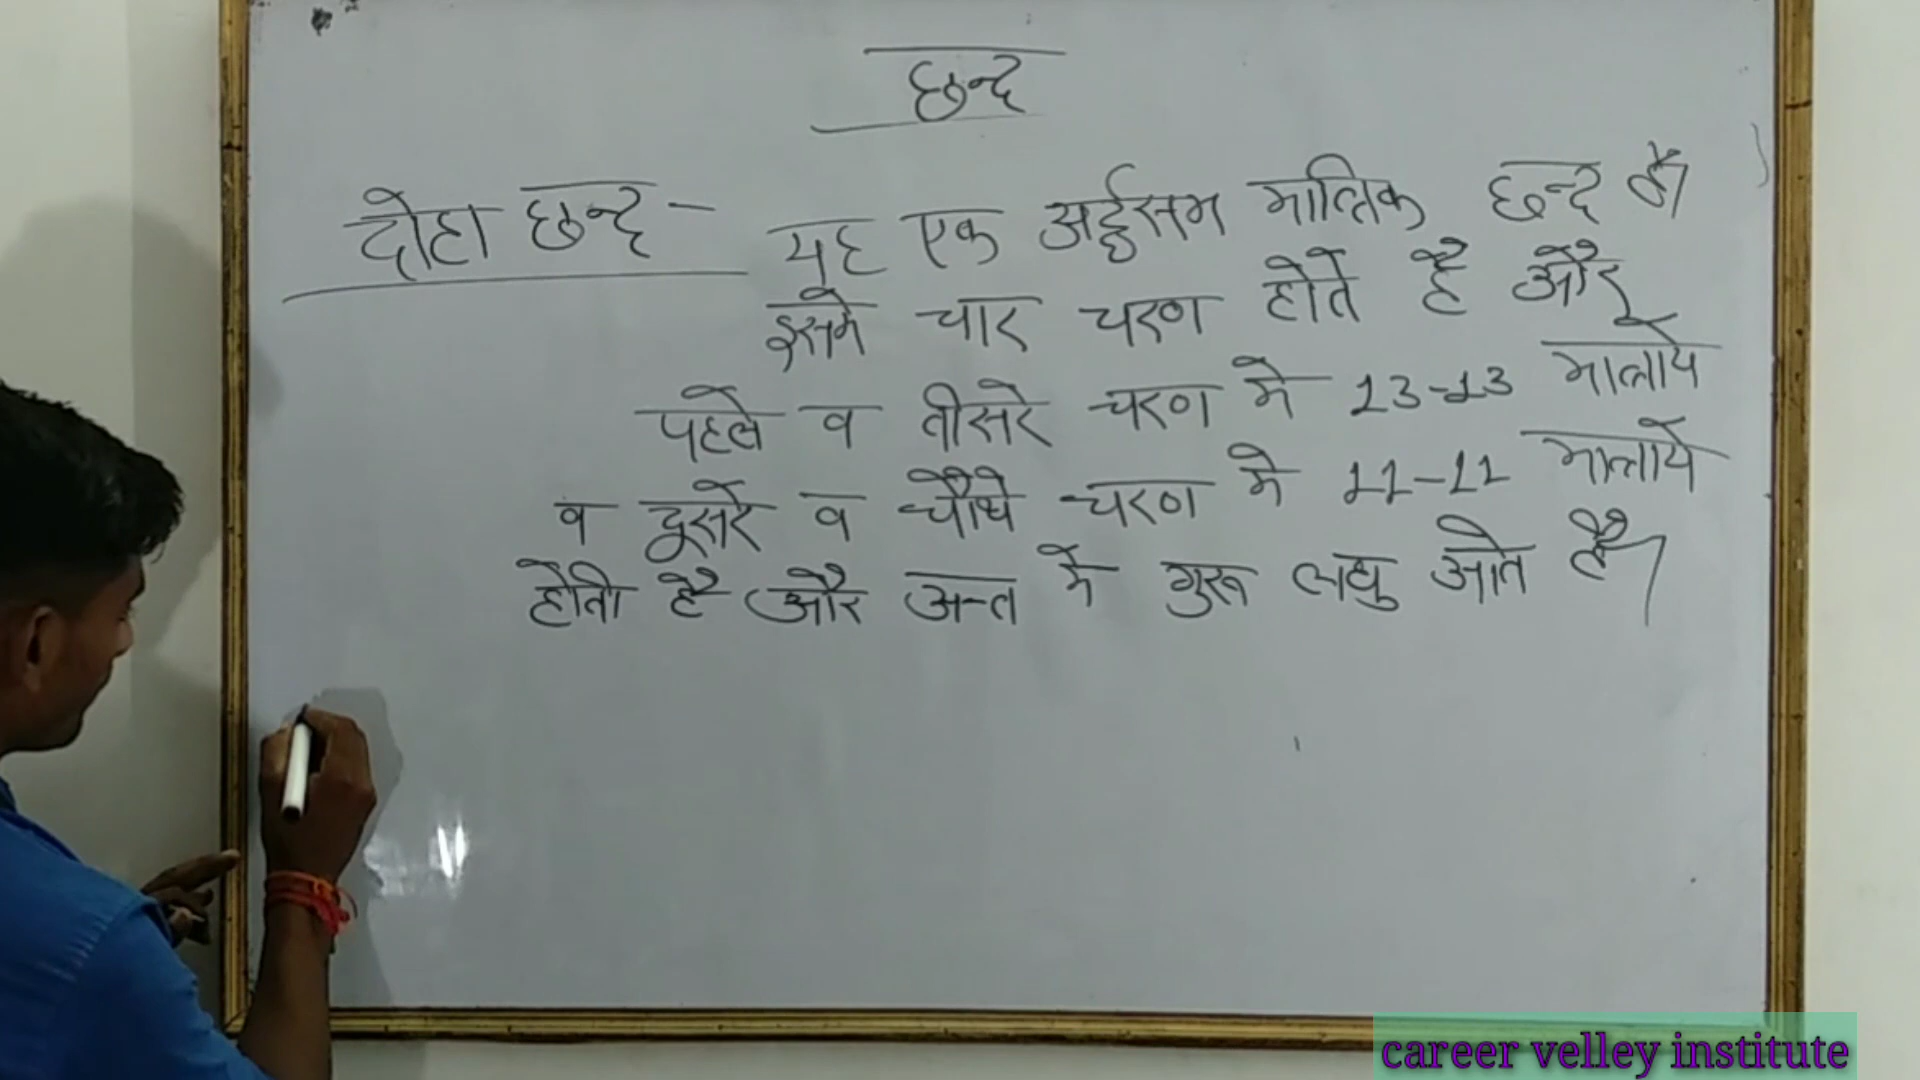 छन्द
दोहा छन्द - यह एक अर्द्धसम मात्रिक छन्द है।
इसमे चार चरण होते है और
पहले व तीसरे चरण मे 13-13 मात्राये
व दूसरे व चौथे चरण मे 11-11 मात्राये
होती है और अन्त मे गुरू लघु आते है।
career velley institute